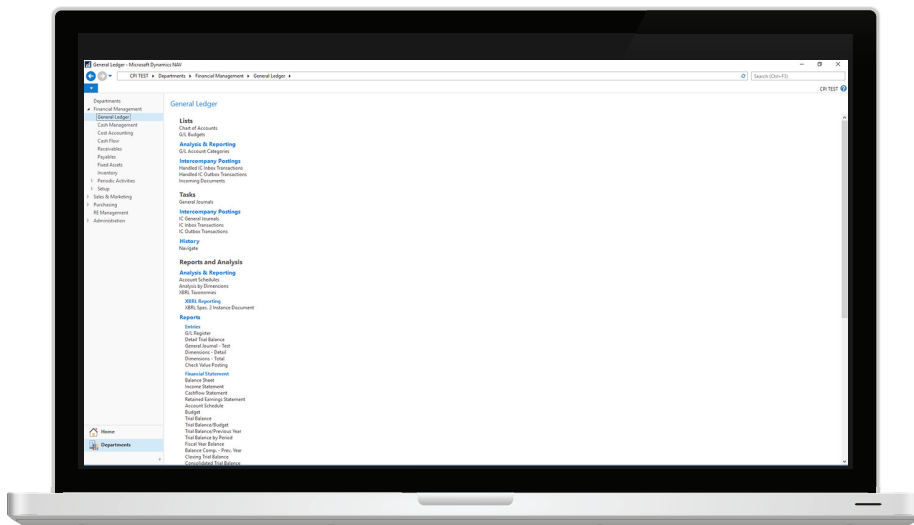 General Ledger - Microsoft Dynamics NAV
CPI TEST ▸ Departments ▸ Financial Management ▸ General Ledger ▸
Search (Ctrl+F3)
CPI TEST
Departments
Financial Management
General Ledger
Cash Management
Cost Accounting
Cash Flow
Receivables
Payables
Fixed Assets
Inventory
Periodic Activities
Setup
Sales & Marketing
Purchasing
RE Management
Administration
Home
Departments
General Ledger
Lists
Chart of Accounts
G/L Budgets
Analysis & Reporting
G/L Account Categories
Intercompany Postings
Handled IC Inbox Transactions
Handled IC Outbox Transactions
Incoming Documents
Tasks
General Journals
Intercompany Postings
IC General Journals
IC Inbox Transactions
IC Outbox Transactions
History
Navigate
Reports and Analysis
Analysis & Reporting
Account Schedules
Analysis by Dimensions
XBRL Taxonomies
XBRL Reporting
XBRL Spec. 2 Instance Document
Reports
Entries
G/L Register
Detail Trial Balance
General Journal - Test
Dimensions - Detail
Dimensions - Total
Check Value Posting
Financial Statement
Balance Sheet
Income Statement
Cashflow Statement
Retained Earnings Statement
Account Schedule
Budget
Trial Balance
Trial Balance/Budget
Trial Balance/Previous Year
Trial Balance by Period
Fiscal Year Balance
Balance Comp. - Prev. Year
Closing Trial Balance
Consolidated Trial Balance